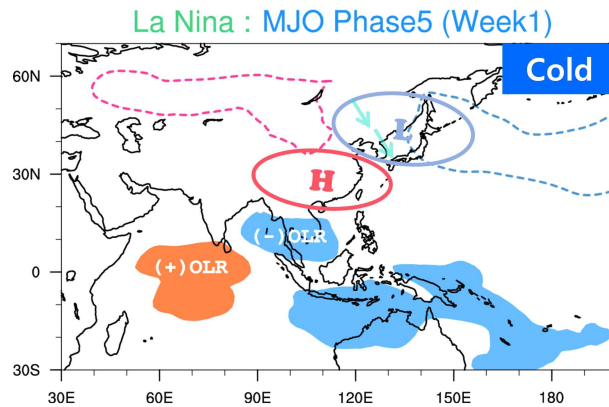 La Nina : MJO Phase5 (Week1)
Cold
60N
30N
0
30S
L
H
(-)OLR
(+)OLR
30E
60E
90E
120E
150E
180